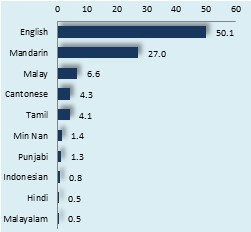 0 10 20 30 40 50 60
English 50.1
Mandarin 27.0
Malay 6.6
Cantonese 4.3
Tamil 4.1
Min Nan 1.4
Punjabi 1.3
Indonesian 0.8
Hindi 0.5
Malayalam 0.5